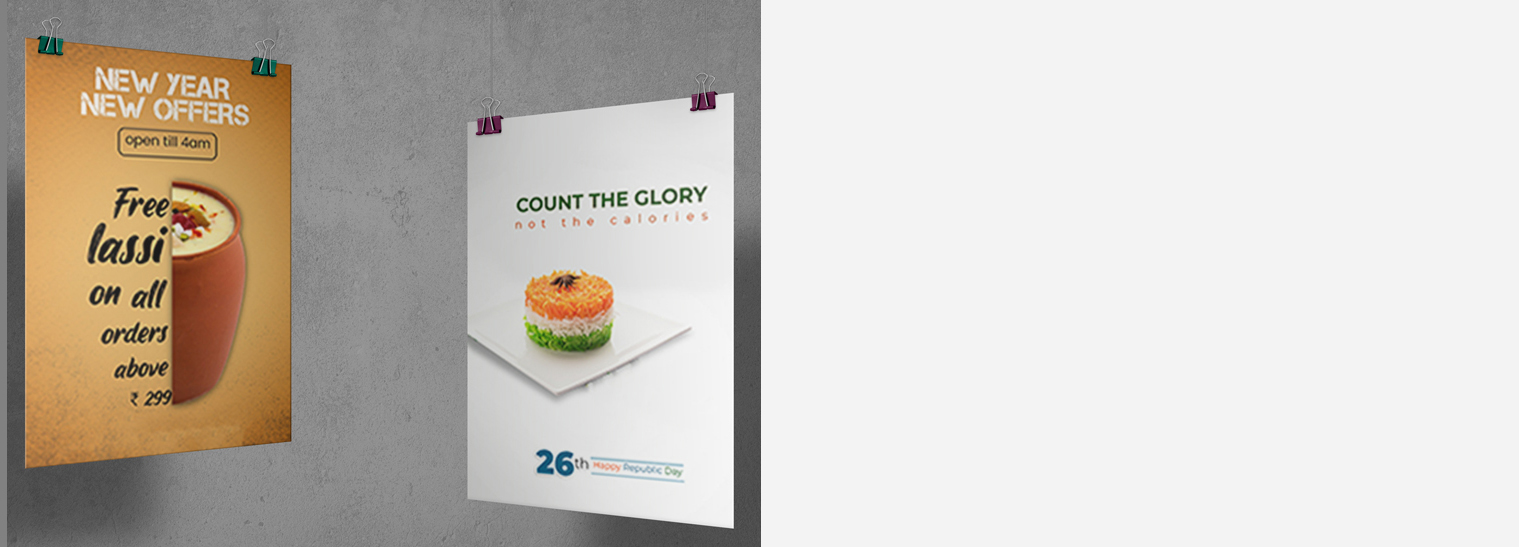 NEW YEAR
NEW OFFERS
open till 4am
Free
lassi
on all
orders
above
₹ 299
COUNT THE GLORY
not the calories
26th Happy Republic Day